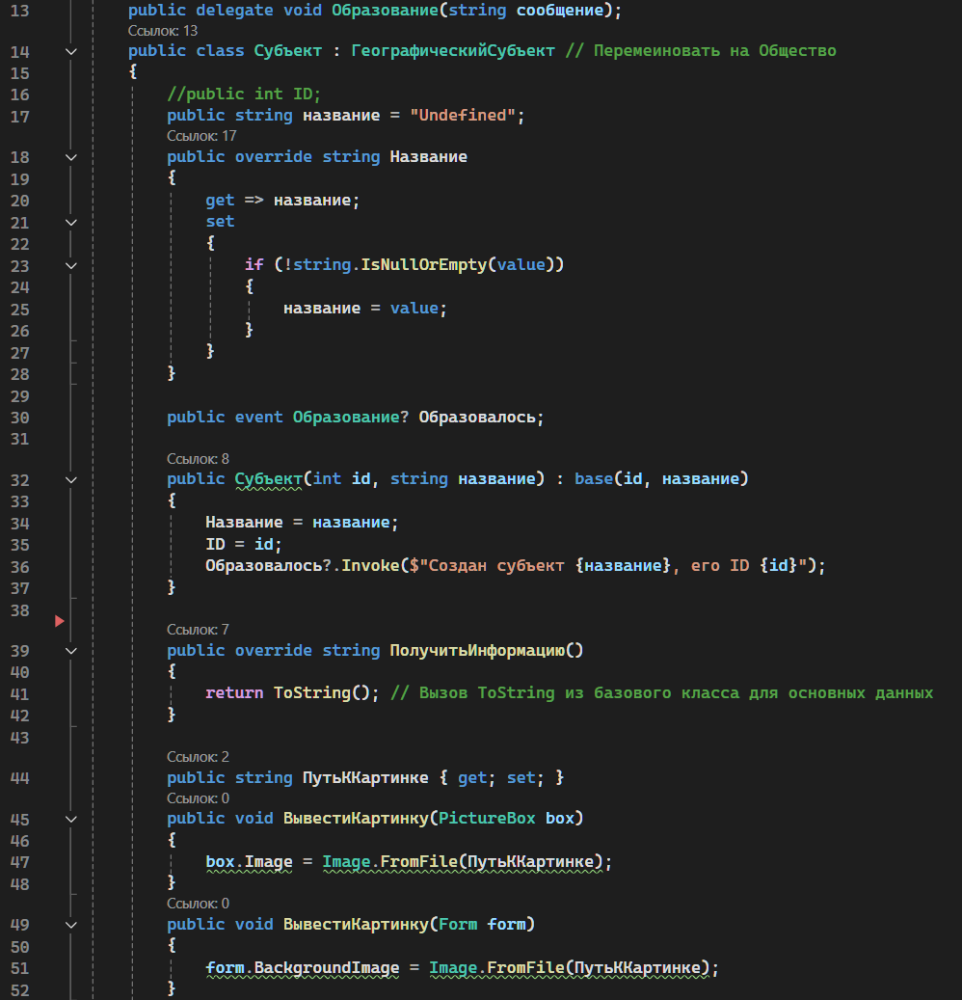 13 public delegate void Образование(string сообщение);
Ссылок: 13
14 public class Субъект : ГеографическийСубъект // Перемеиновать на Общество
15 {
16 //public int ID;
17 public string название = "Undefined";
Ссылок: 17
18 public override string Название
19 {
20 get => название;
21 set
22 {
23 if (!string.IsNullOrEmpty(value))
24 {
25 название = value;
26 }
27 }
28 }
29
30 public event Образование? Образовалось;
31
Ссылок: 8
32 public Субъект(int id, string название) : base(id, название)
33 {
34 Название = название;
35 ID = id;
36 Образовалось?.Invoke($"Создан субъект {название}, его ID {id}");
37 }
38
Ссылок: 7
39 public override string ПолучитьИнформацию()
40 {
41 return ToString(); // Вызов ToString из базового класса для основных данных
42 }
43
Ссылок: 2
44 public string ПутьККартинке { get; set; }
Ссылок: 0
45 public void ВывестиКартинку(PictureBox box)
46 {
47 box.Image = Image.FromFile(ПутьККартинке);
48 }
Ссылок: 0
49 public void ВывестиКартинку(Form form)
50 {
51 form.BackgroundImage = Image.FromFile(ПутьККартинке);
52 }